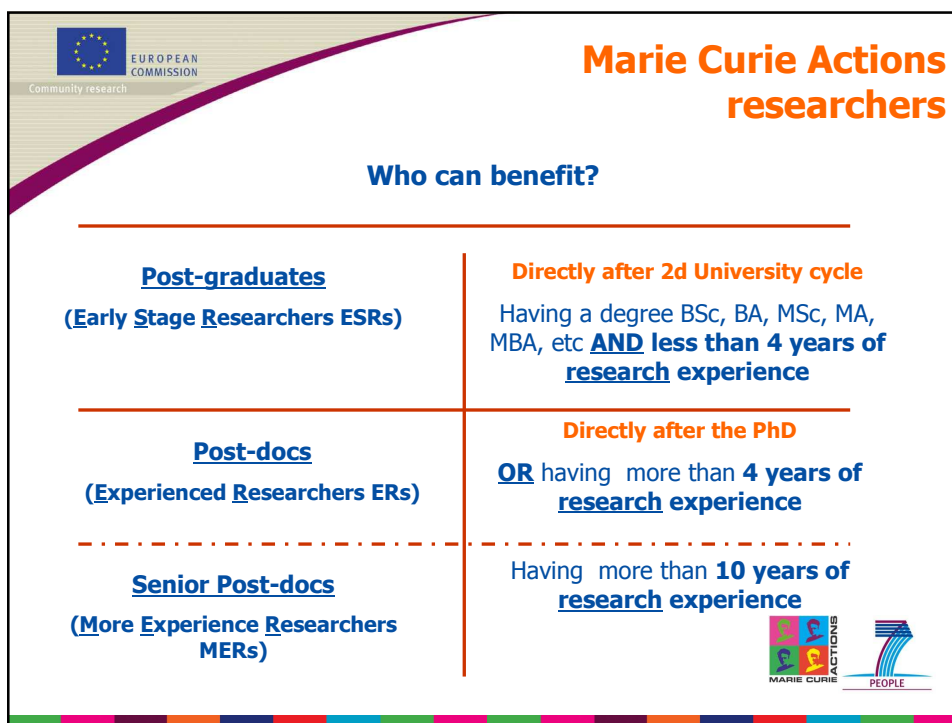 EUROPEAN
COMMISSION
Community research
Marie Curie Actions
researchers
Who can benefit?
Post-graduates
(Early Stage Researchers ESRs)
Directly after 2d University cycle
Having a degree BSc, BA, MSc, MA,
MBA, etc AND less than 4 years of
research experience
Post-docs
(Experienced Researchers ERs)
Directly after the PhD
OR having more than 4 years of
research experience
Senior Post-docs
(More Experience Researchers
MERs)
Having more than 10 years of
research experience
MARIE CURIE
ACTIONS
7
PEOPLE